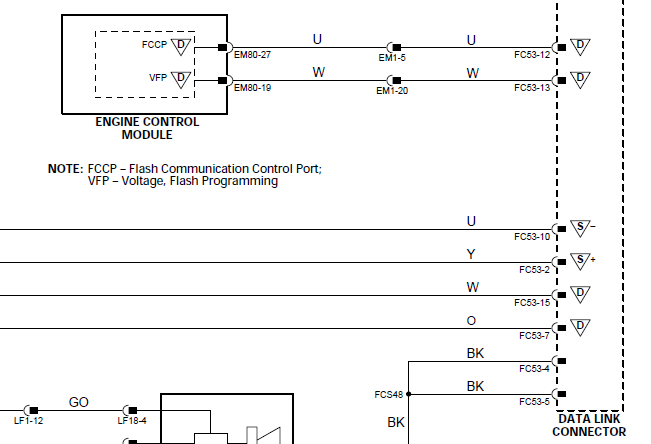 FCCP D U U D
EM80-27 EM1-5 FC53-12
VFP D W W D
EM80-19 EM1-20 FC53-13
ENGINE CONTROL
MODULE
NOTE: FCCP – Flash Communication Control Port;
VFP – Voltage, Flash Programming
U S –
FC53-10
Y S +
FC53-2
W D
FC53-15
O D
FC53-7
BK
FC53-4
BK
FCS48 FC53-5
GO
LF1-12 LF18-4
BK
DATA LINK
CONNECTOR